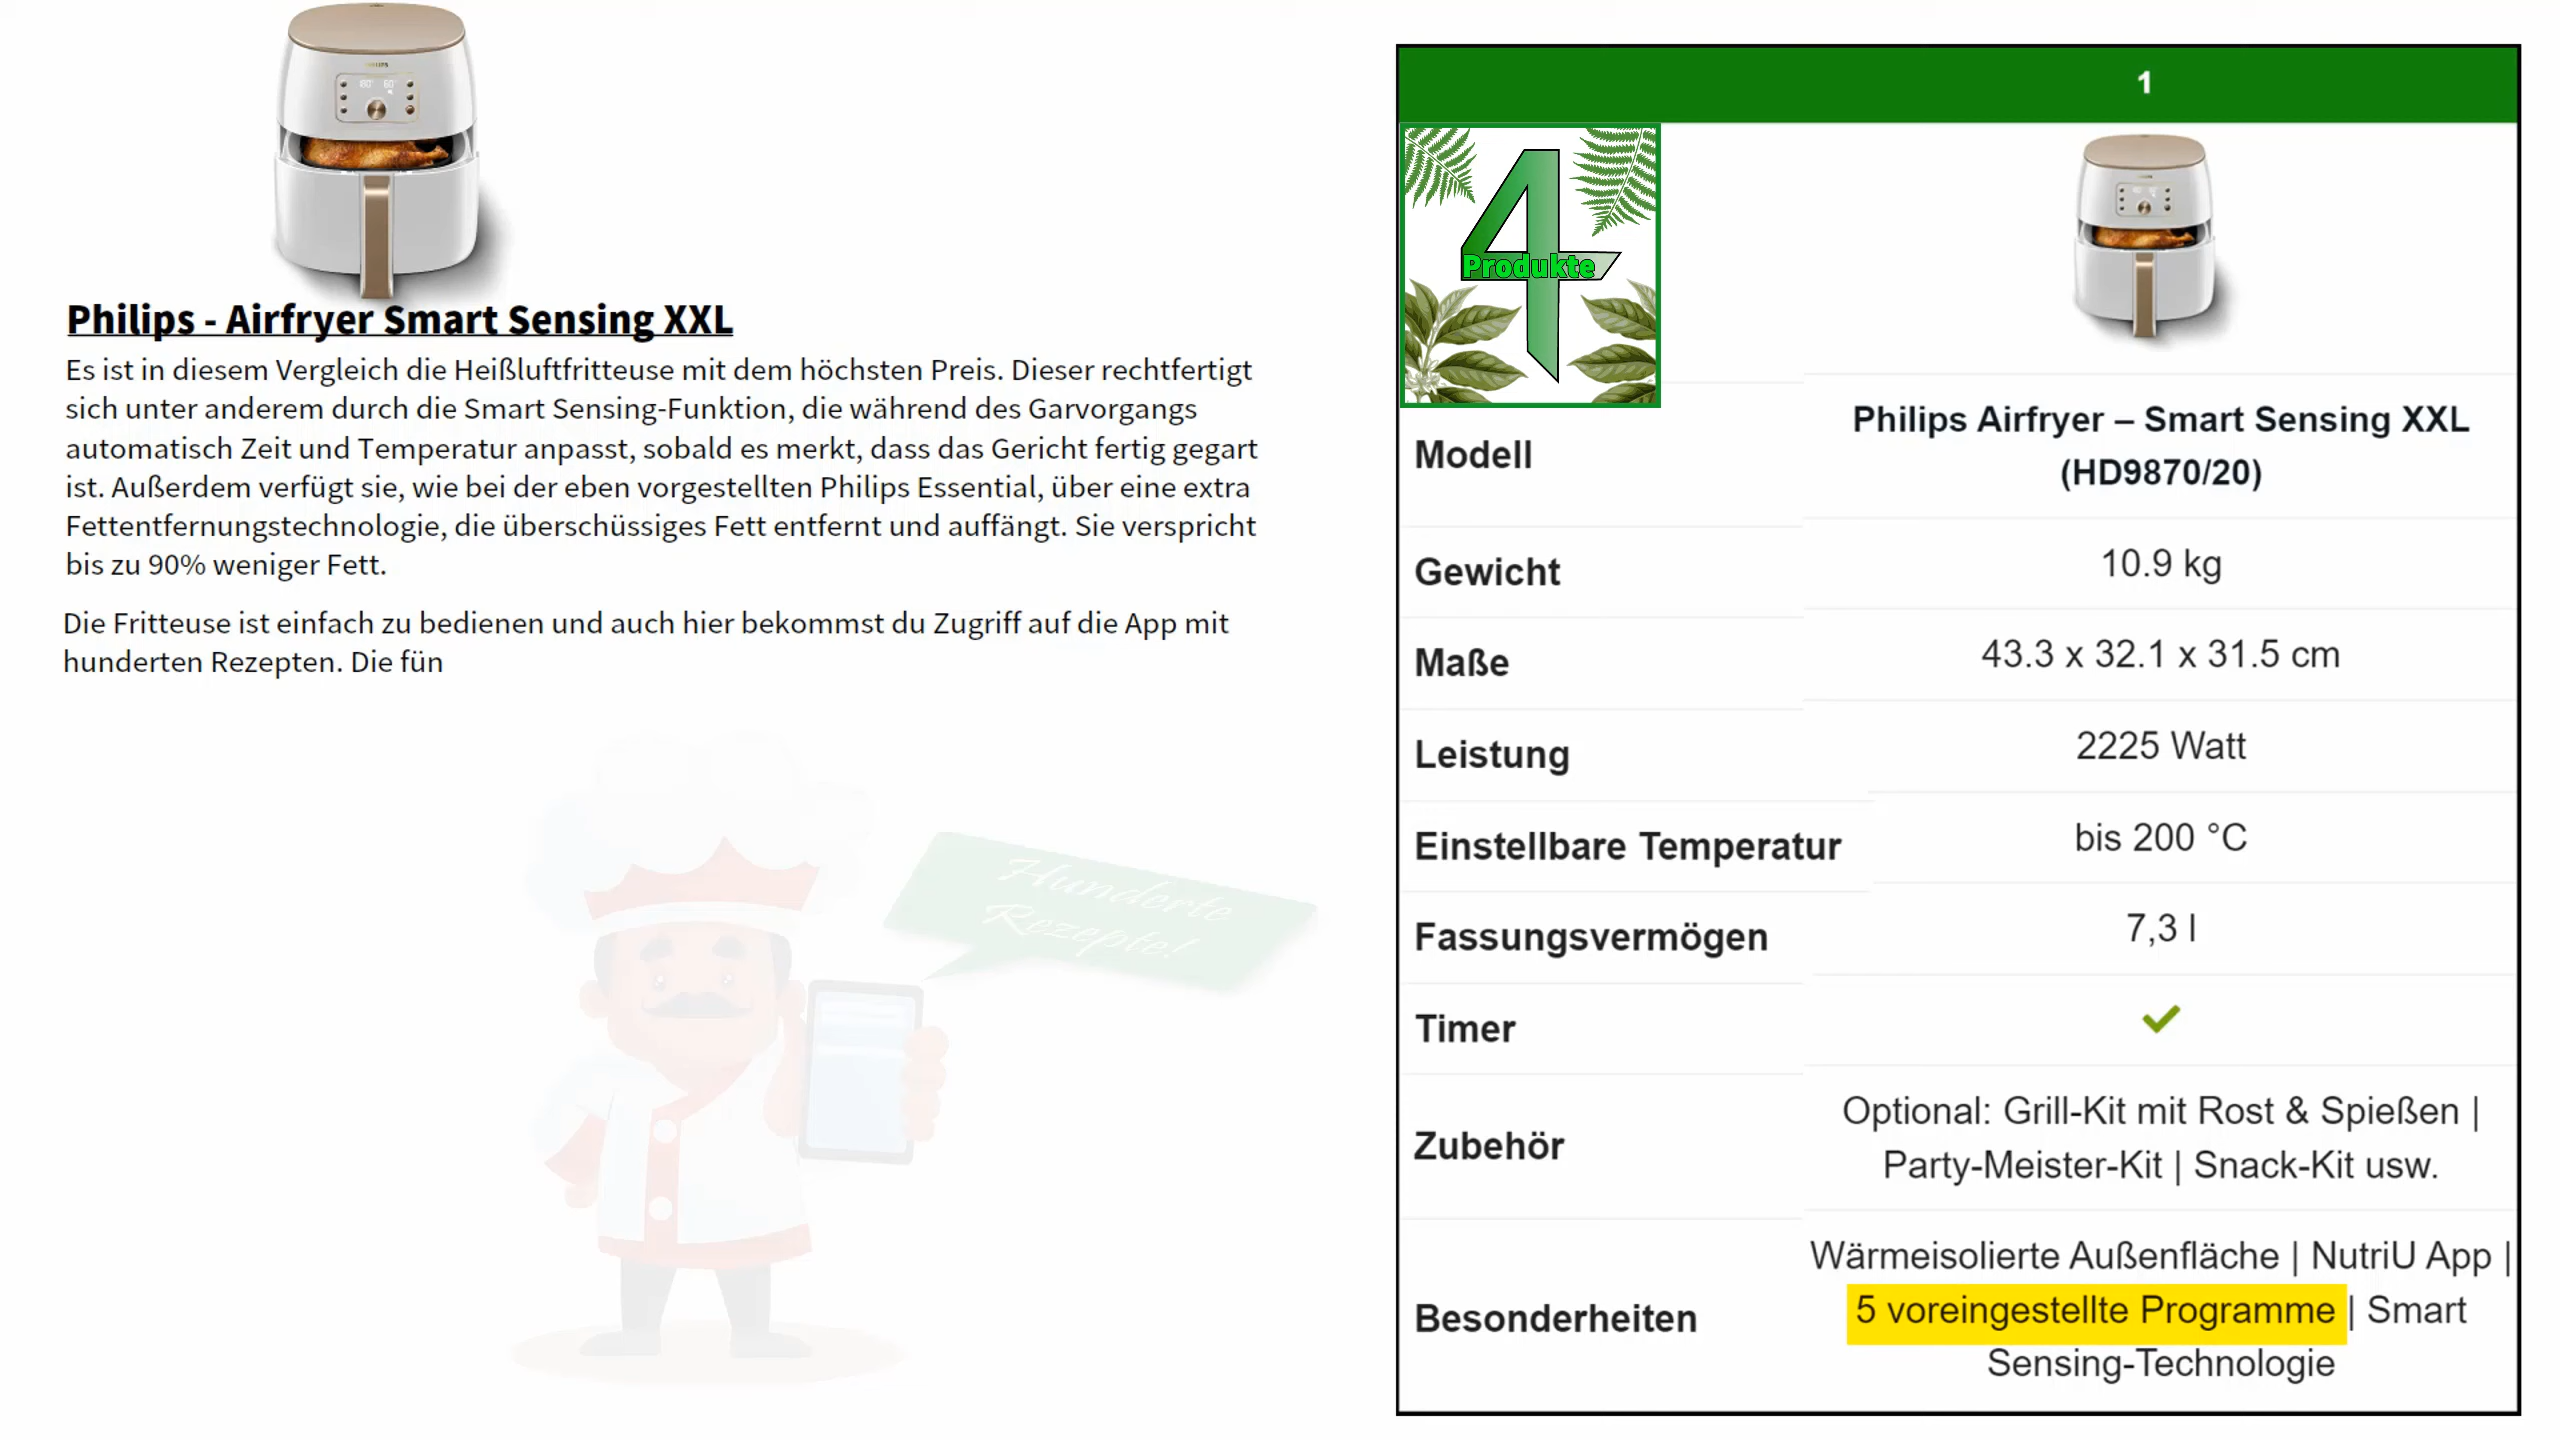 Philips - Airfryer Smart Sensing XXL
Es ist in diesem Vergleich die Heißluftfritteuse mit dem höchsten Preis. Dieser rechtfertigt
sich unter anderem durch die Smart Sensing-Funktion, die während des Garvorgangs
automatisch Zeit und Temperatur anpasst, sobald es merkt, dass das Gericht fertig gegart
ist. Außerdem verfügt sie, wie bei der eben vorgestellten Philips Essential, über eine extra
Fettentfernungstechnologie, die überschüssiges Fett entfernt und auffängt. Sie verspricht
bis zu 90% weniger Fett.
Die Fritteuse ist einfach zu bedienen und auch hier bekommst du Zugriff auf die App mit
hunderten Rezepten. Die fün
Hunderte
Rezepte!
1
4
Produkte
Modell
Philips Airfryer – Smart Sensing XXL
(HD9870/20)
Gewicht
10.9 kg
Maße
43.3 x 32.1 x 31.5 cm
Leistung
2225 Watt
Einstellbare Temperatur
bis 200 °C
Fassungsvermögen
7,3 l
Timer
Zubehör
Optional: Grill-Kit mit Rost & Spießen |
Party-Meister-Kit | Snack-Kit usw.
Besonderheiten
Wärmeisolierte Außenfläche | NutriU App |
5 voreingestellte Programme | Smart
Sensing-Technologie